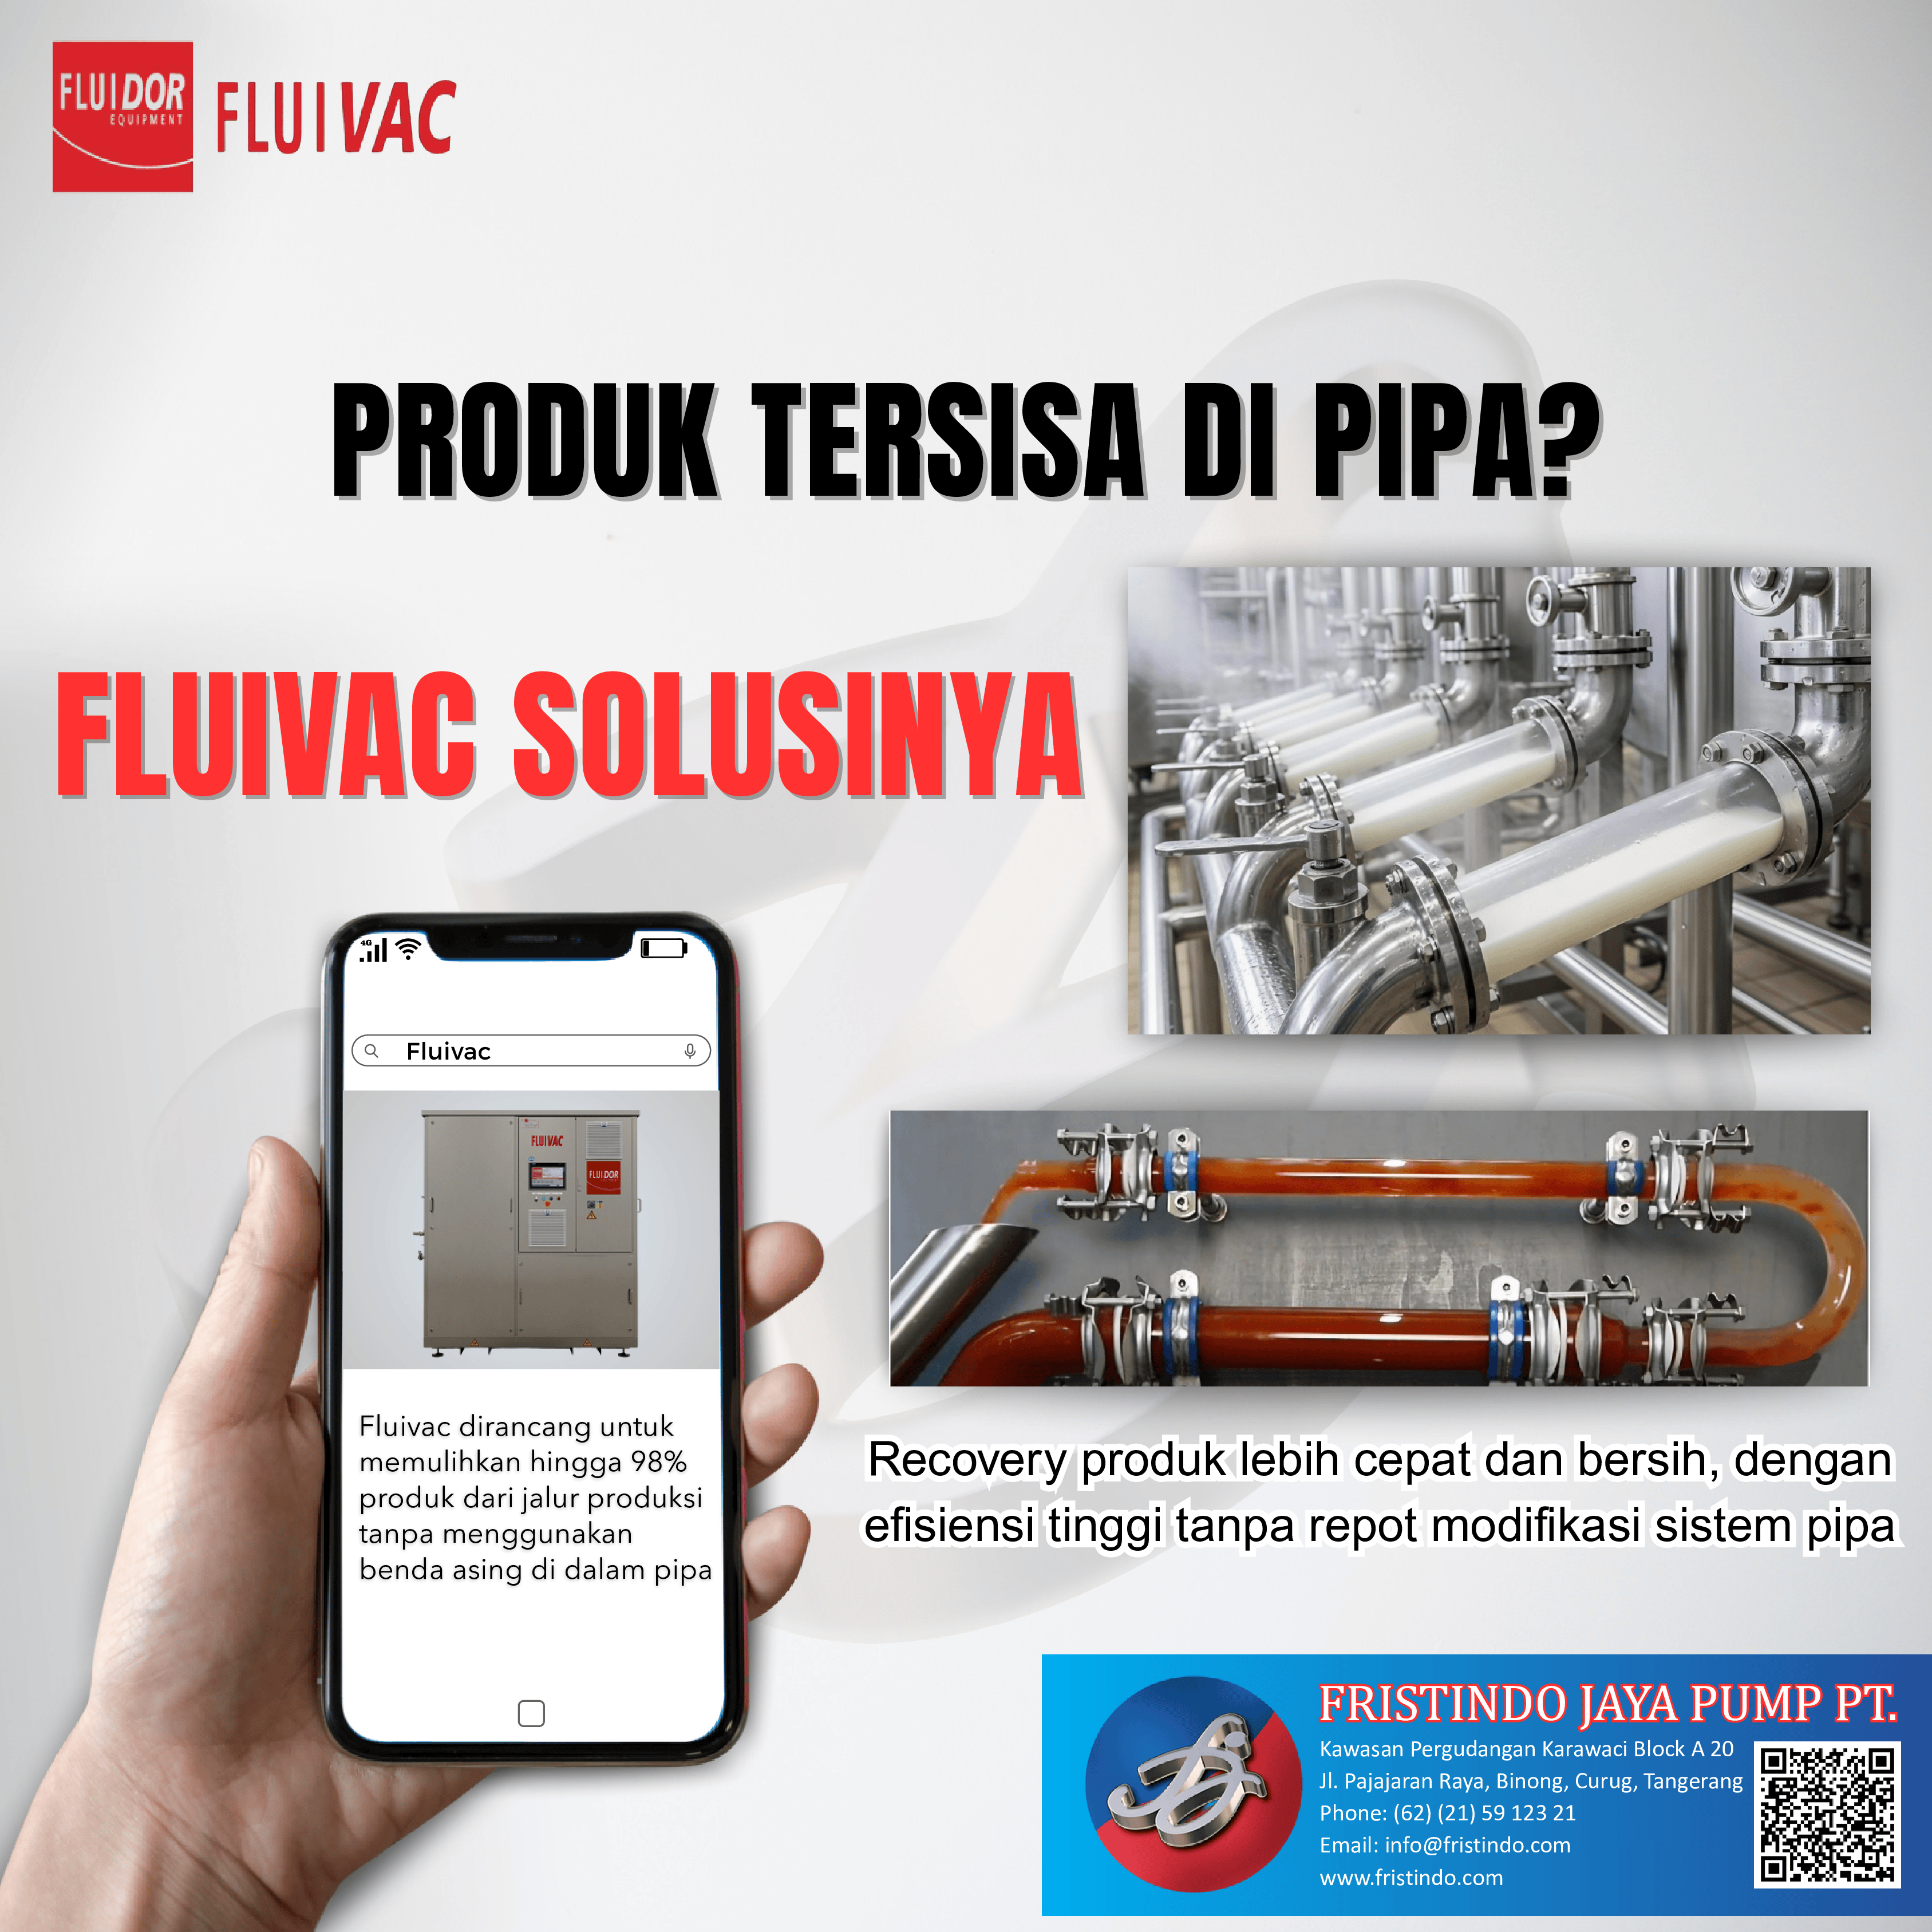 FLUIDOR
EQUIPMENT
FLUIVAC
PRODUK TERSISA DI PIPA?
FLUIVAC SOLUSINYA
4G
Fluivac
FLUIVAC
FLUIDOR
Fluivac dirancang untuk
memulihkan hingga 98%
produk dari jalur produksi
tanpa menggunakan
benda asing di dalam pipa
Recovery produk lebih cepat dan bersih, dengan
efisiensi tinggi tanpa repot modifikasi sistem pipa
FRISTINDO JAYA PUMP PT.
Kawasan Pergudangan Karawaci Block A 20
Jl. Pajajaran Raya, Binong, Curug, Tangerang
Phone: (62) (21) 59 123 21
Email: info@fristindo.com
www.fristindo.com